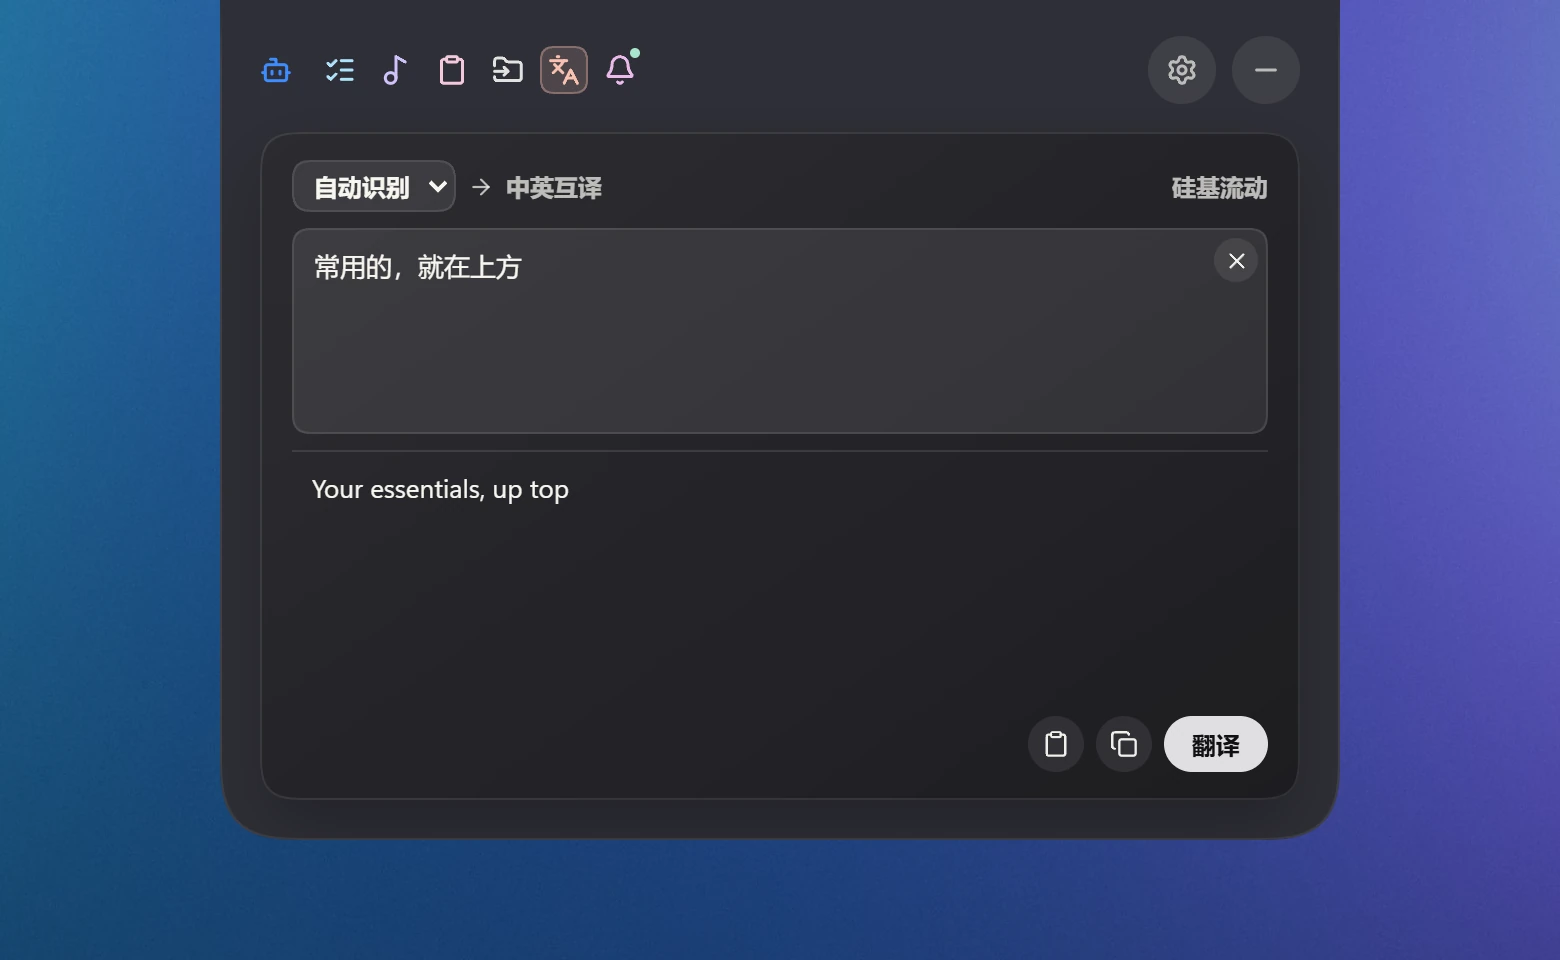 自动识别 → 中英互译 硅基流动
常用的，就在上方
Your essentials, up top
翻译